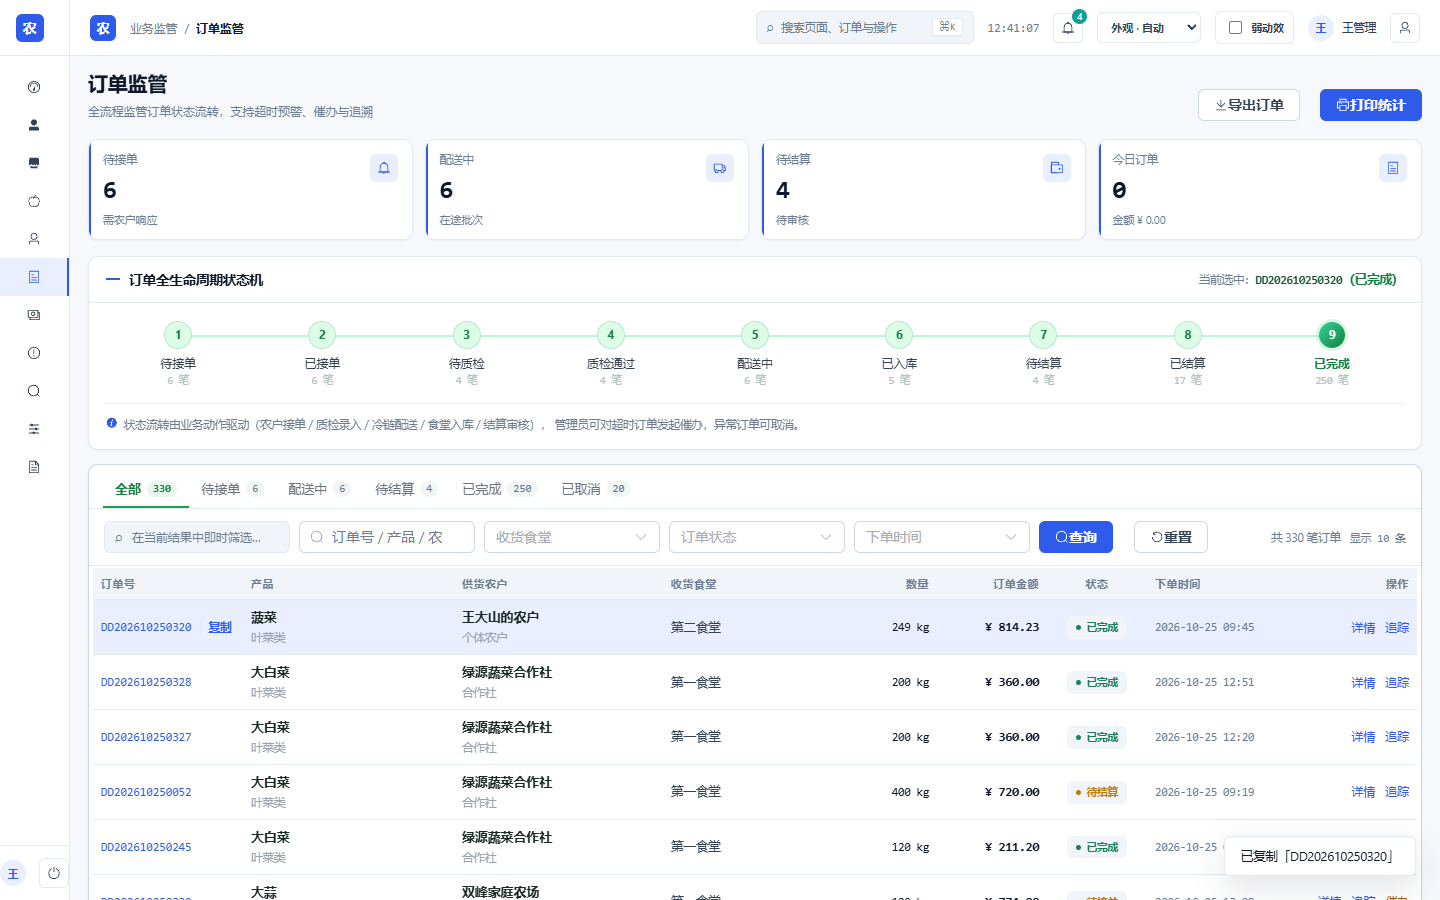 农
农
业务监管 / 订单监管
搜索页面、订单与操作 ⌘K
12:41:07
4
外观 · 自动
弱动效
王 王管理
订单监管
全流程监管订单状态流转，支持超时预警、催办与追溯
导出订单
打印统计
待接单
6
需农户响应
配送中
6
在途批次
待结算
4
待审核
今日订单
0
金额 ¥ 0.00
订单全生命周期状态机
当前选中: DD202610250320 (已完成)
1 2 3 4 5 6 7 8 9
待接单 已接单 待质检 质检通过 配送中 已入库 待结算 已结算 已完成
6 笔 6 笔 4 笔 4 笔 6 笔 5 笔 4 笔 17 笔 250 笔
状态流转由业务动作驱动（农户接单 / 质检录入 / 冷链配送 / 食堂入库 / 结算审核），管理员可对超时订单发起催办，异常订单可取消。
全部 330 待接单 6 配送中 6 待结算 4 已完成 250 已取消 20
在当前结果中即时筛选...
订单号 / 产品 / 农
收货食堂
订单状态
下单时间
查询
重置
共 330 笔订单 显示 10 条
订单号 产品 供货农户 收货食堂 数量 订单金额 状态 下单时间 操作
DD202610250320 复制 菠菜 叶菜类 王大山的农户 个体农户 第二食堂 249 kg ¥ 814.23 已完成 2026-10-25 09:45 详情 追踪
DD202610250328 大白菜 叶菜类 绿源蔬菜合作社 合作社 第一食堂 200 kg ¥ 360.00 已完成 2026-10-25 12:51 详情 追踪
DD202610250327 大白菜 叶菜类 绿源蔬菜合作社 合作社 第一食堂 200 kg ¥ 360.00 已完成 2026-10-25 12:20 详情 追踪
DD202610250052 大白菜 叶菜类 绿源蔬菜合作社 合作社 第一食堂 400 kg ¥ 720.00 待结算 2026-10-25 09:19 详情 追踪
DD202610250245 大白菜 叶菜类 绿源蔬菜合作社 合作社 第一食堂 120 kg ¥ 211.20 已完成 2026-10-25
大蒜 双峰家庭农场
已复制「DD202610250320」
王